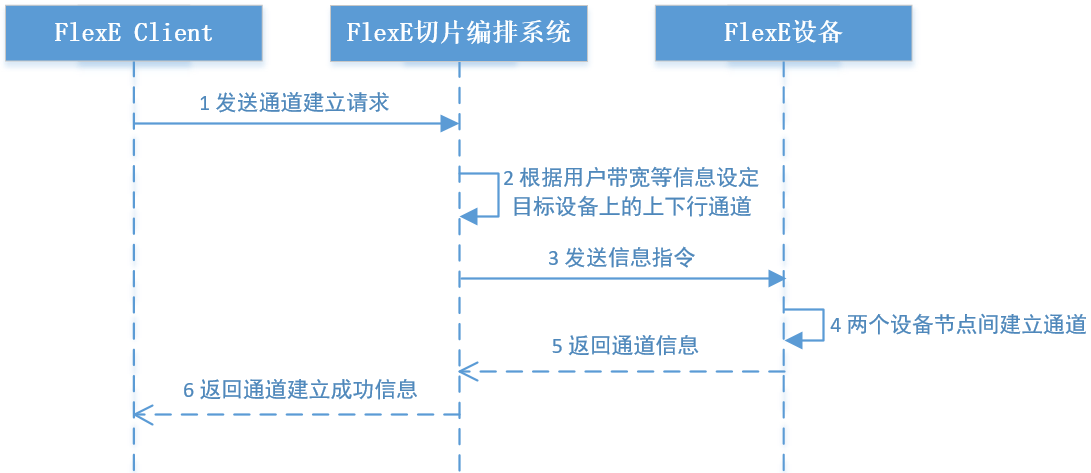 FlexE Client
FlexE切片编排系统
FlexE设备
1 发送通道建立请求
2 根据用户带宽等信息设定
目标设备上的上下行通道
3 发送信息指令
4 两个设备节点间建立通道
5 返回通道信息
6 返回通道建立成功信息